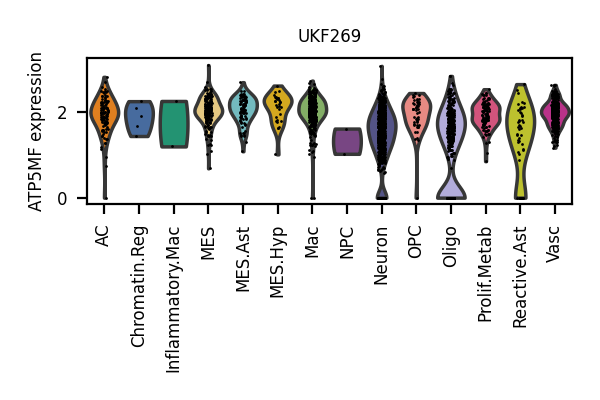 UKF269
ATP5MF expression
2
0
AC
Chromatin.Reg
Inflammatory.Mac
MES
MES.Ast
MES.Hyp
Mac
NPC
Neuron
OPC
Oligo
Prolif.Metab
Reactive.Ast
Vasc